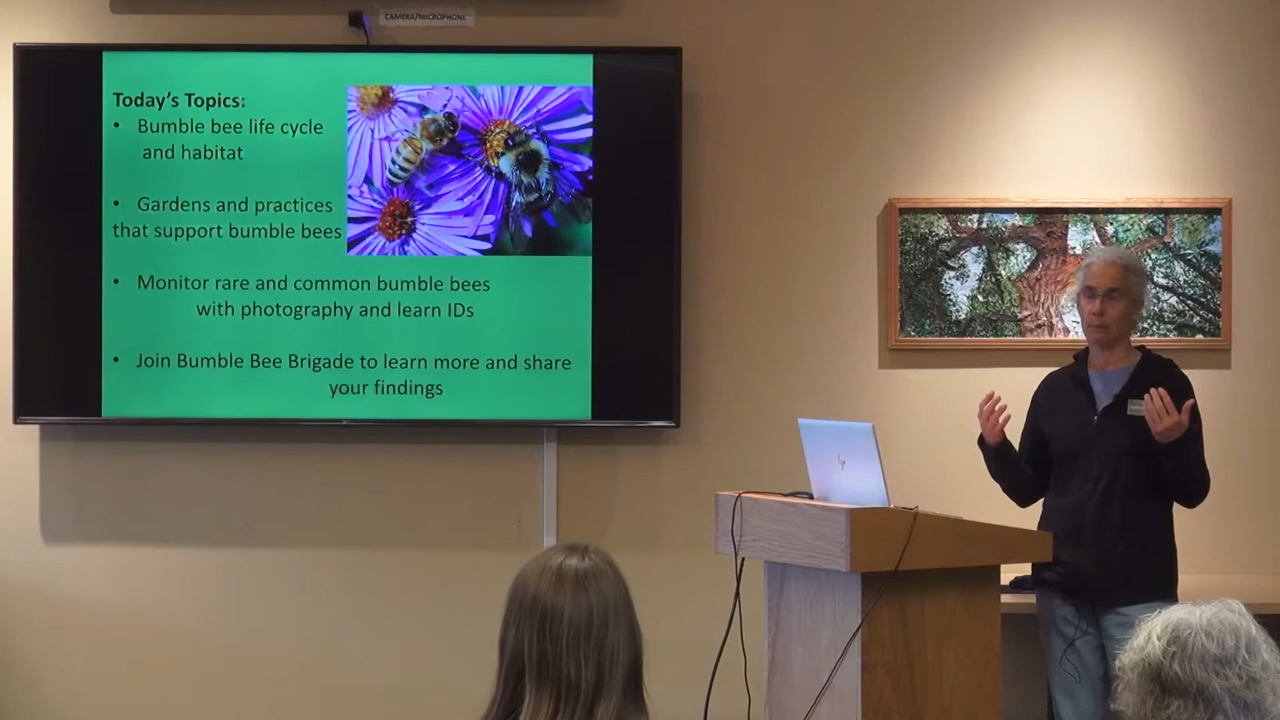 CAMERA/MICROPHONE
Today's Topics:
• Bumble bee life cycle
and habitat
• Gardens and practices
that support bumble bees
• Monitor rare and common bumble bees
with photography and learn IDs
• Join Bumble Bee Brigade to learn more and share
your findings
hp